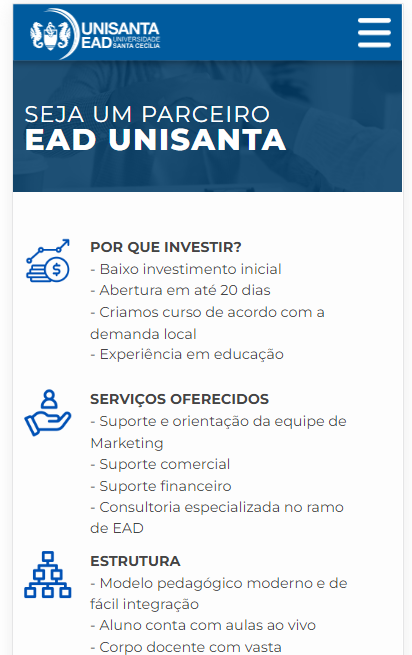 UNISANTA
EAD UNIVERSIDADE SANTA CECÍLIA
SEJA UM PARCEIRO
EAD UNISANTA
POR QUE INVESTIR?
- Baixo investimento inicial
- Abertura em até 20 dias
- Criamos curso de acordo com a
demanda local
- Experiência em educação
SERVIÇOS OFERECIDOS
- Suporte e orientação da equipe de
Marketing
- Suporte comercial
- Suporte financeiro
- Consultoria especializada no ramo
de EAD
ESTRUTURA
- Modelo pedagógico moderno e de
fácil integração
- Aluno conta com aulas ao vivo
- Corpo docente com vasta